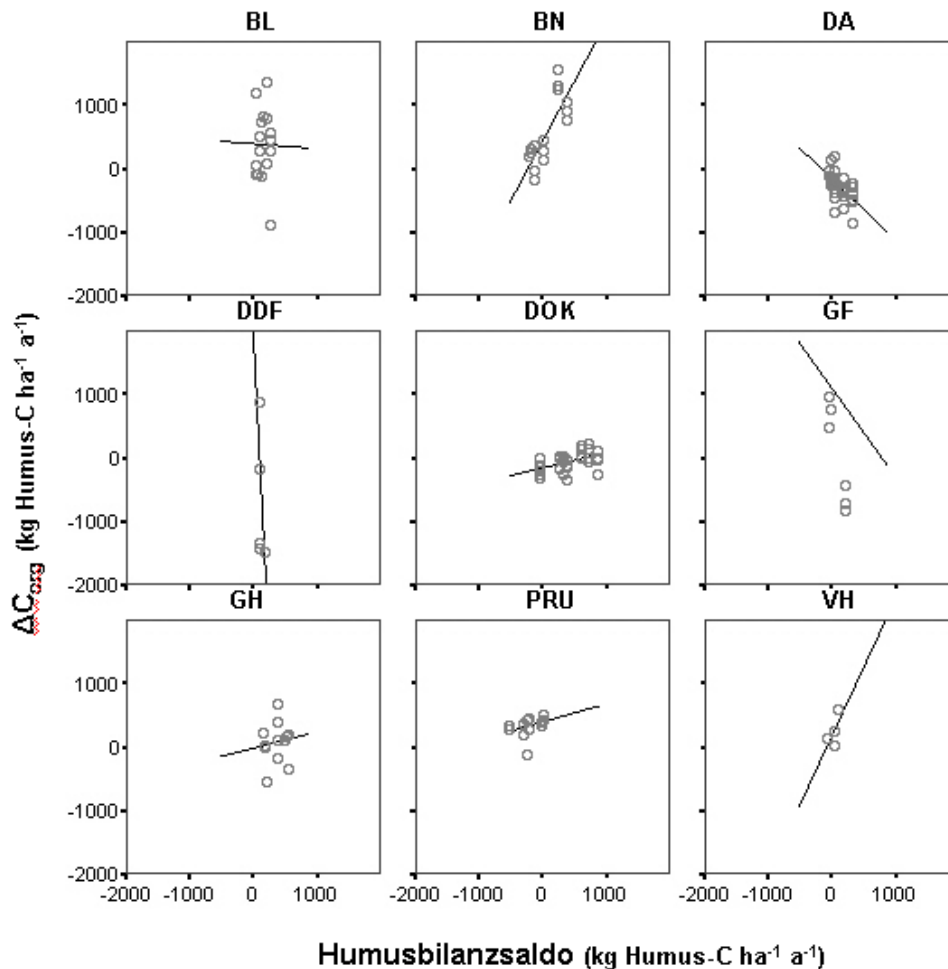 BL BN DA
1000
0
-1000
-2000
DDF DOK GF
1000
0
-1000
-2000
GH PRU VH
1000
0
-1000
-2000
-2000 -1000 0 1000 -2000 -1000 0 1000 -2000 -1000 0 1000
ΔCorg (kg Humus-C ha-1 a-1)
Humusbilanzsaldo (kg Humus-C ha-1 a-1)